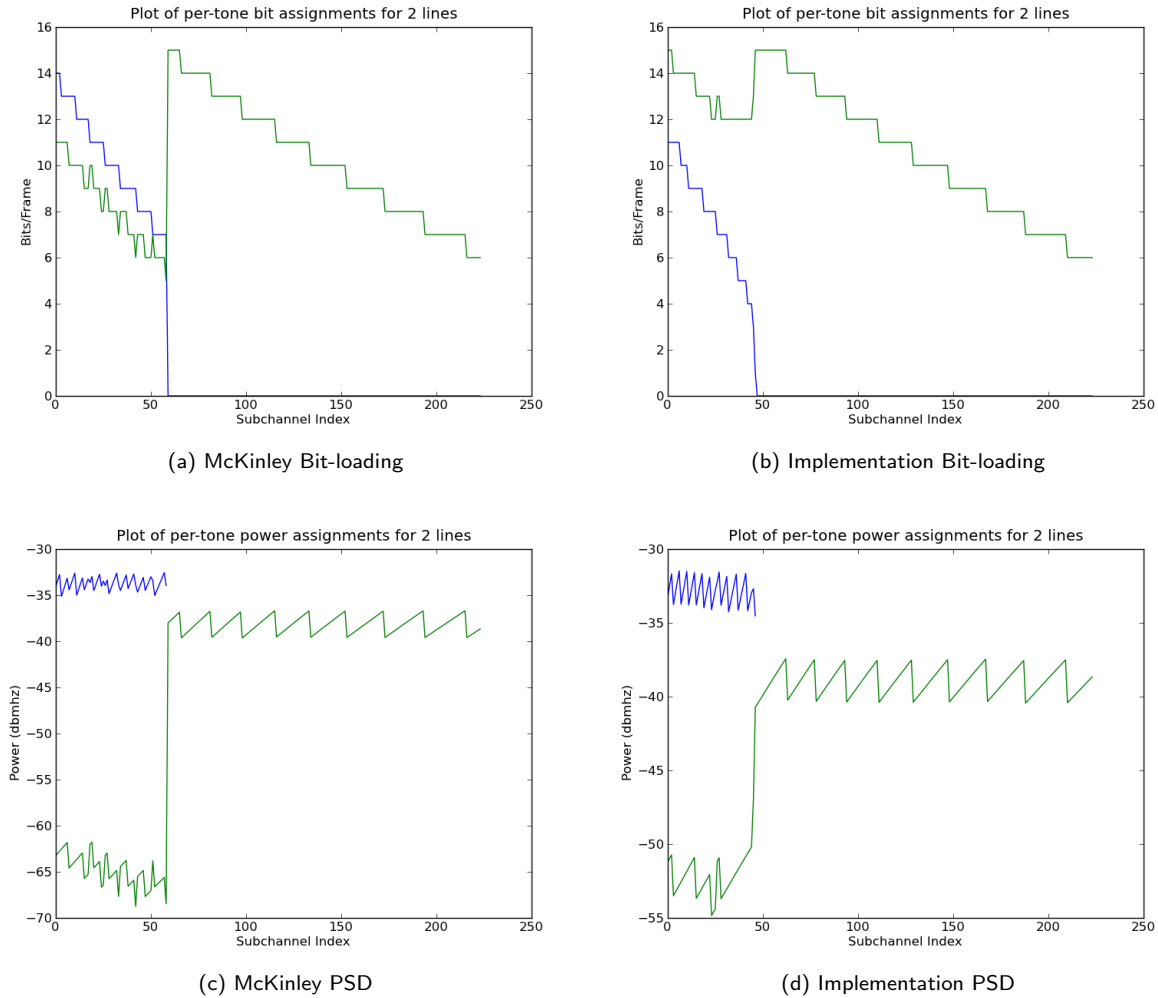 Plot of per-tone bit assignments for 2 lines
16
14
12
10
8
6
4
2
0
Bits/Frame
0 50 100 150 200 250
Subchannel Index
(a) McKinley Bit-loading
Plot of per-tone bit assignments for 2 lines
16
14
12
10
8
6
4
2
0
Bits/Frame
0 50 100 150 200 250
Subchannel Index
(b) Implementation Bit-loading
Plot of per-tone power assignments for 2 lines
−30
−35
−40
−45
−50
−55
−60
−65
−70
Power (dbmhz)
0 50 100 150 200 250
Subchannel Index
(c) McKinley PSD
Plot of per-tone power assignments for 2 lines
−30
−35
−40
−45
−50
−55
Power (dbmhz)
0 50 100 150 200 250
Subchannel Index
(d) Implementation PSD